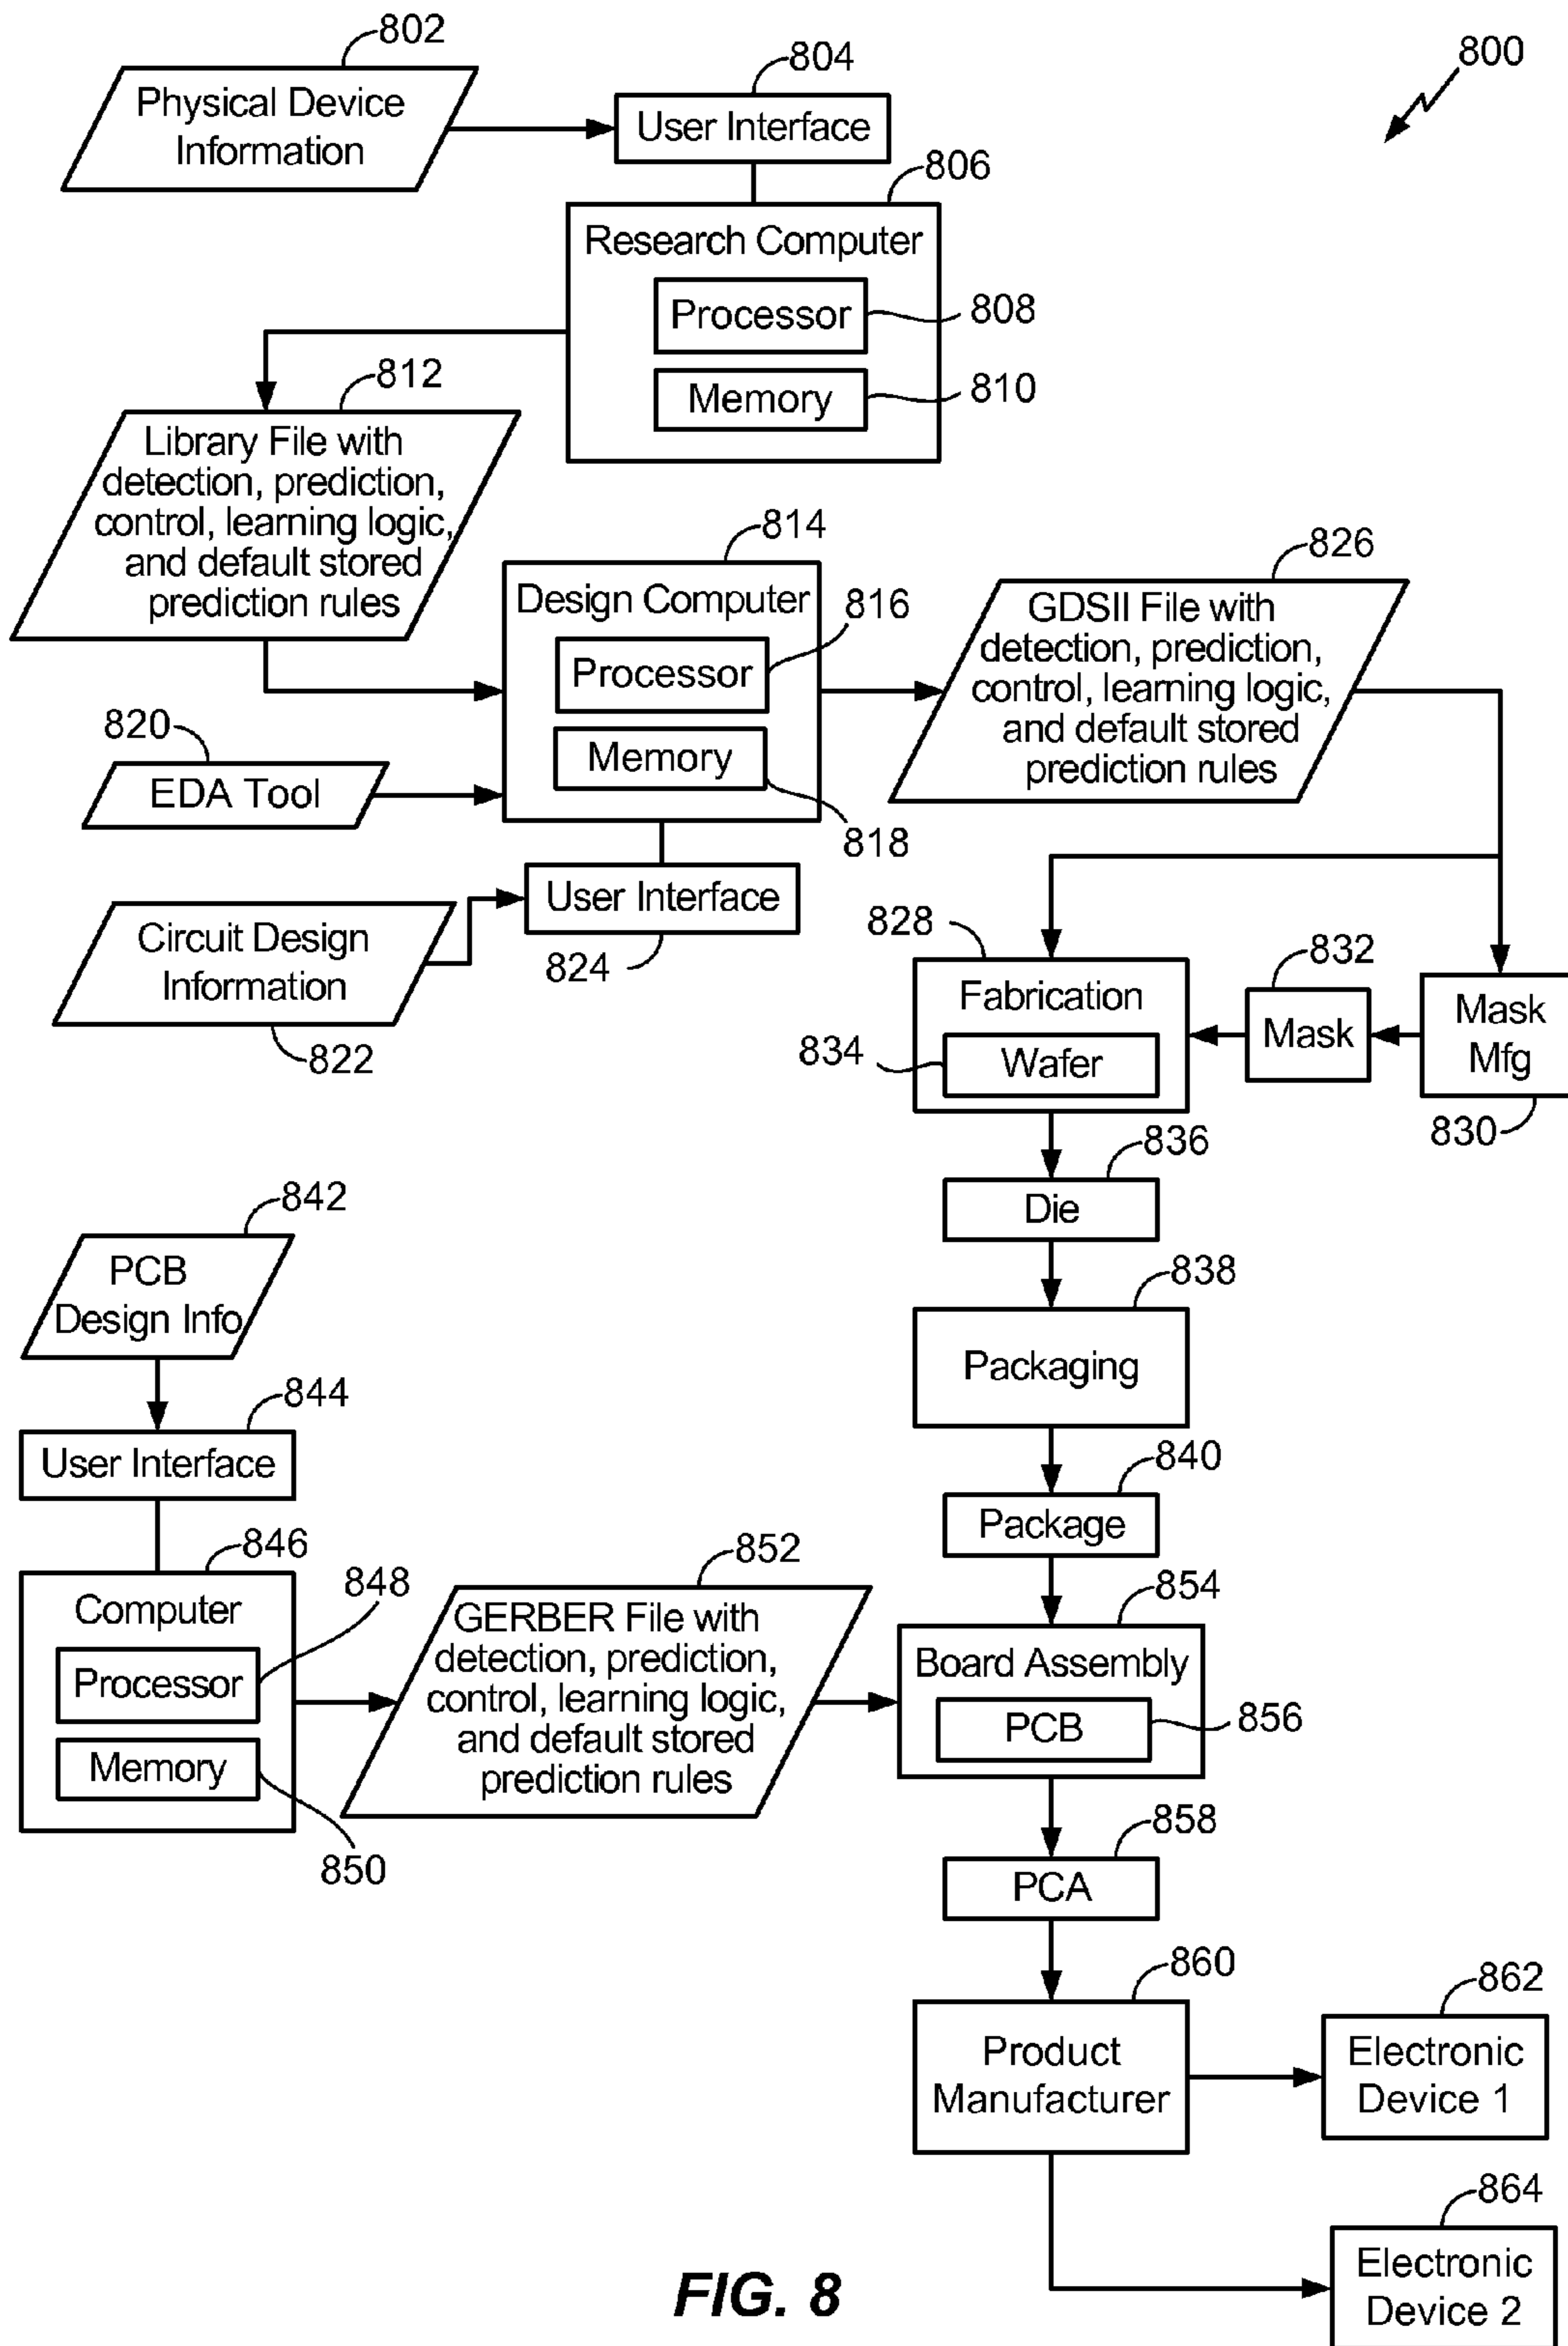 802
Physical Device
Information
804
User Interface
800
806
Research Computer
Processor
808
Memory
810
812
Library File with
detection, prediction,
control, learning logic,
and default stored
prediction rules
814
Design Computer
816
Processor
Memory
818
826
GDSII File with
detection, prediction,
control, learning logic,
and default stored
prediction rules
820
EDA Tool
User Interface
824
Circuit Design
Information
822
828
Fabrication
834
Wafer
832
Mask
Mask
Mfg
830
836
Die
838
Packaging
840
Package
842
PCB
Design Info
844
User Interface
846
Computer
848
Processor
Memory
850
852
GERBER File with
detection, prediction,
control, learning logic,
and default stored
prediction rules
854
Board Assembly
PCB
856
858
PCA
860
Product
Manufacturer
862
Electronic
Device 1
864
Electronic
Device 2
FIG. 8